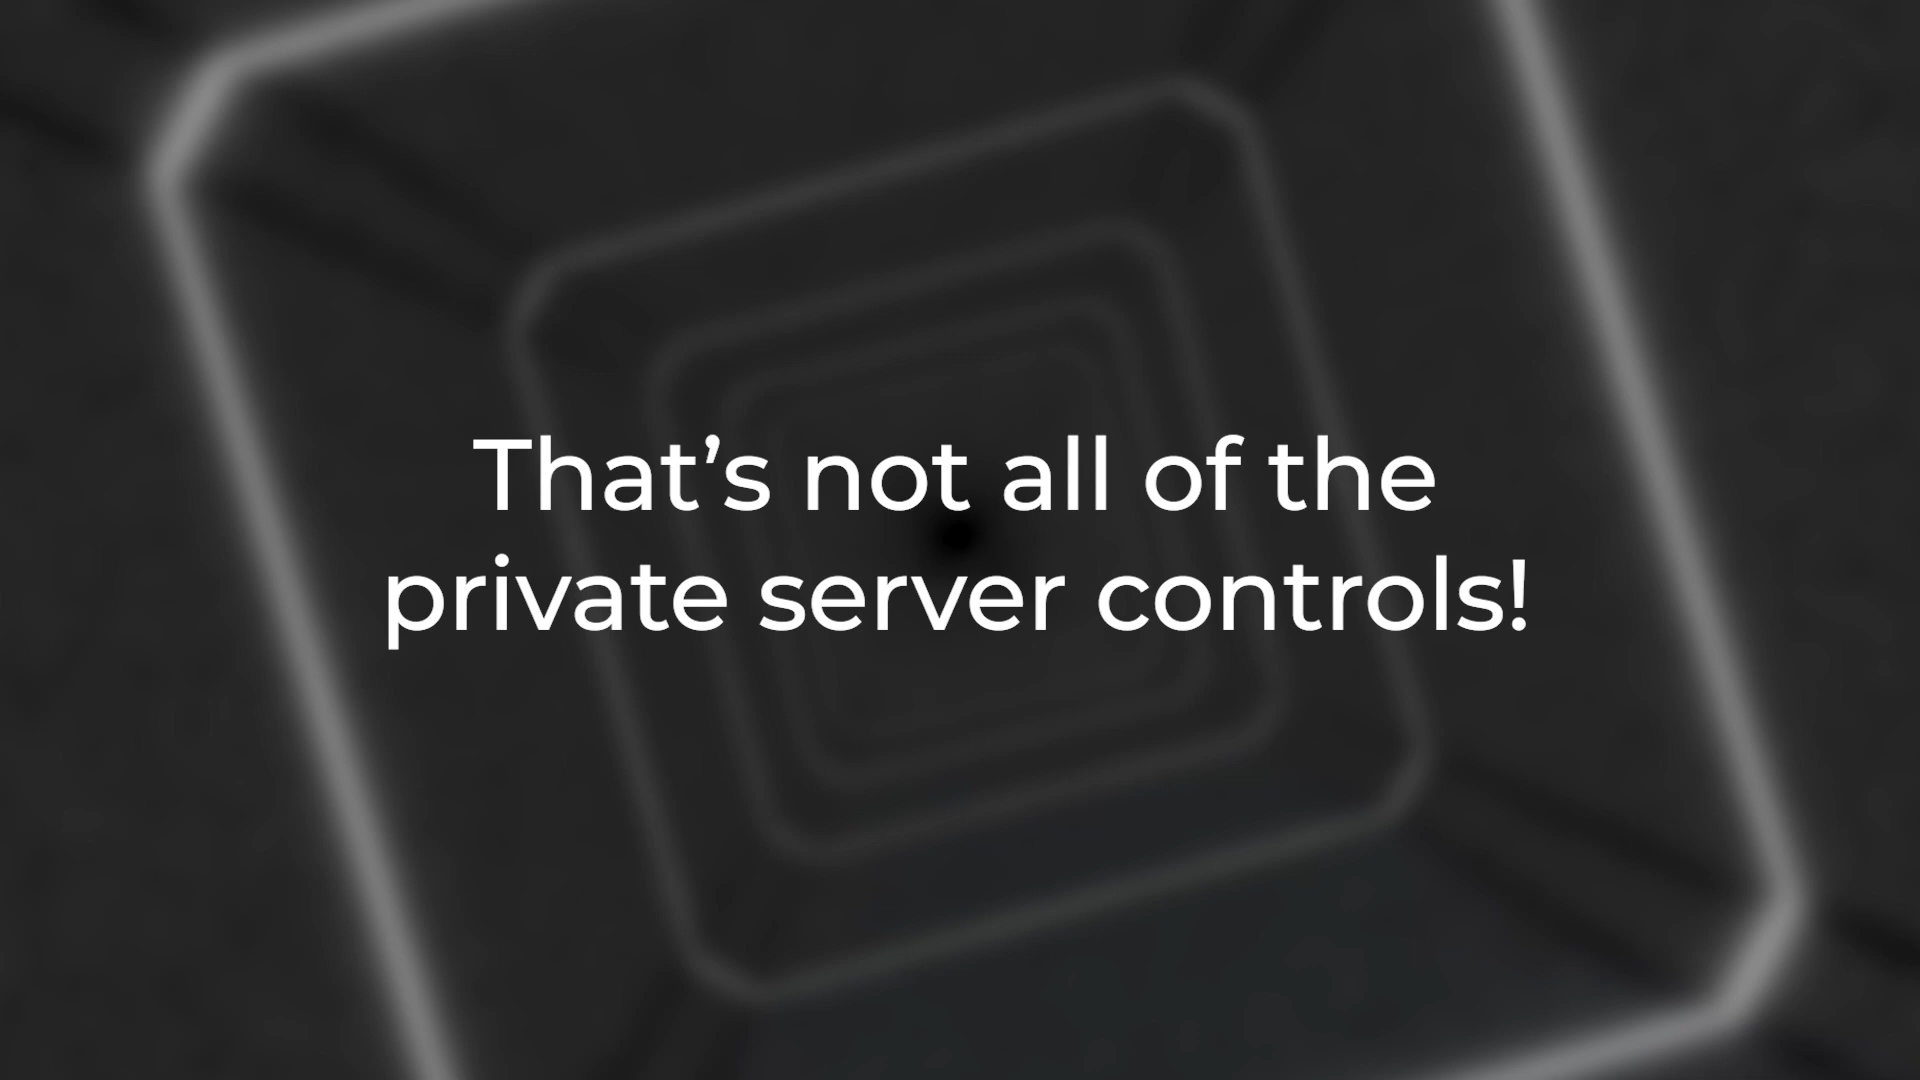 That’s not all of the
private server controls!